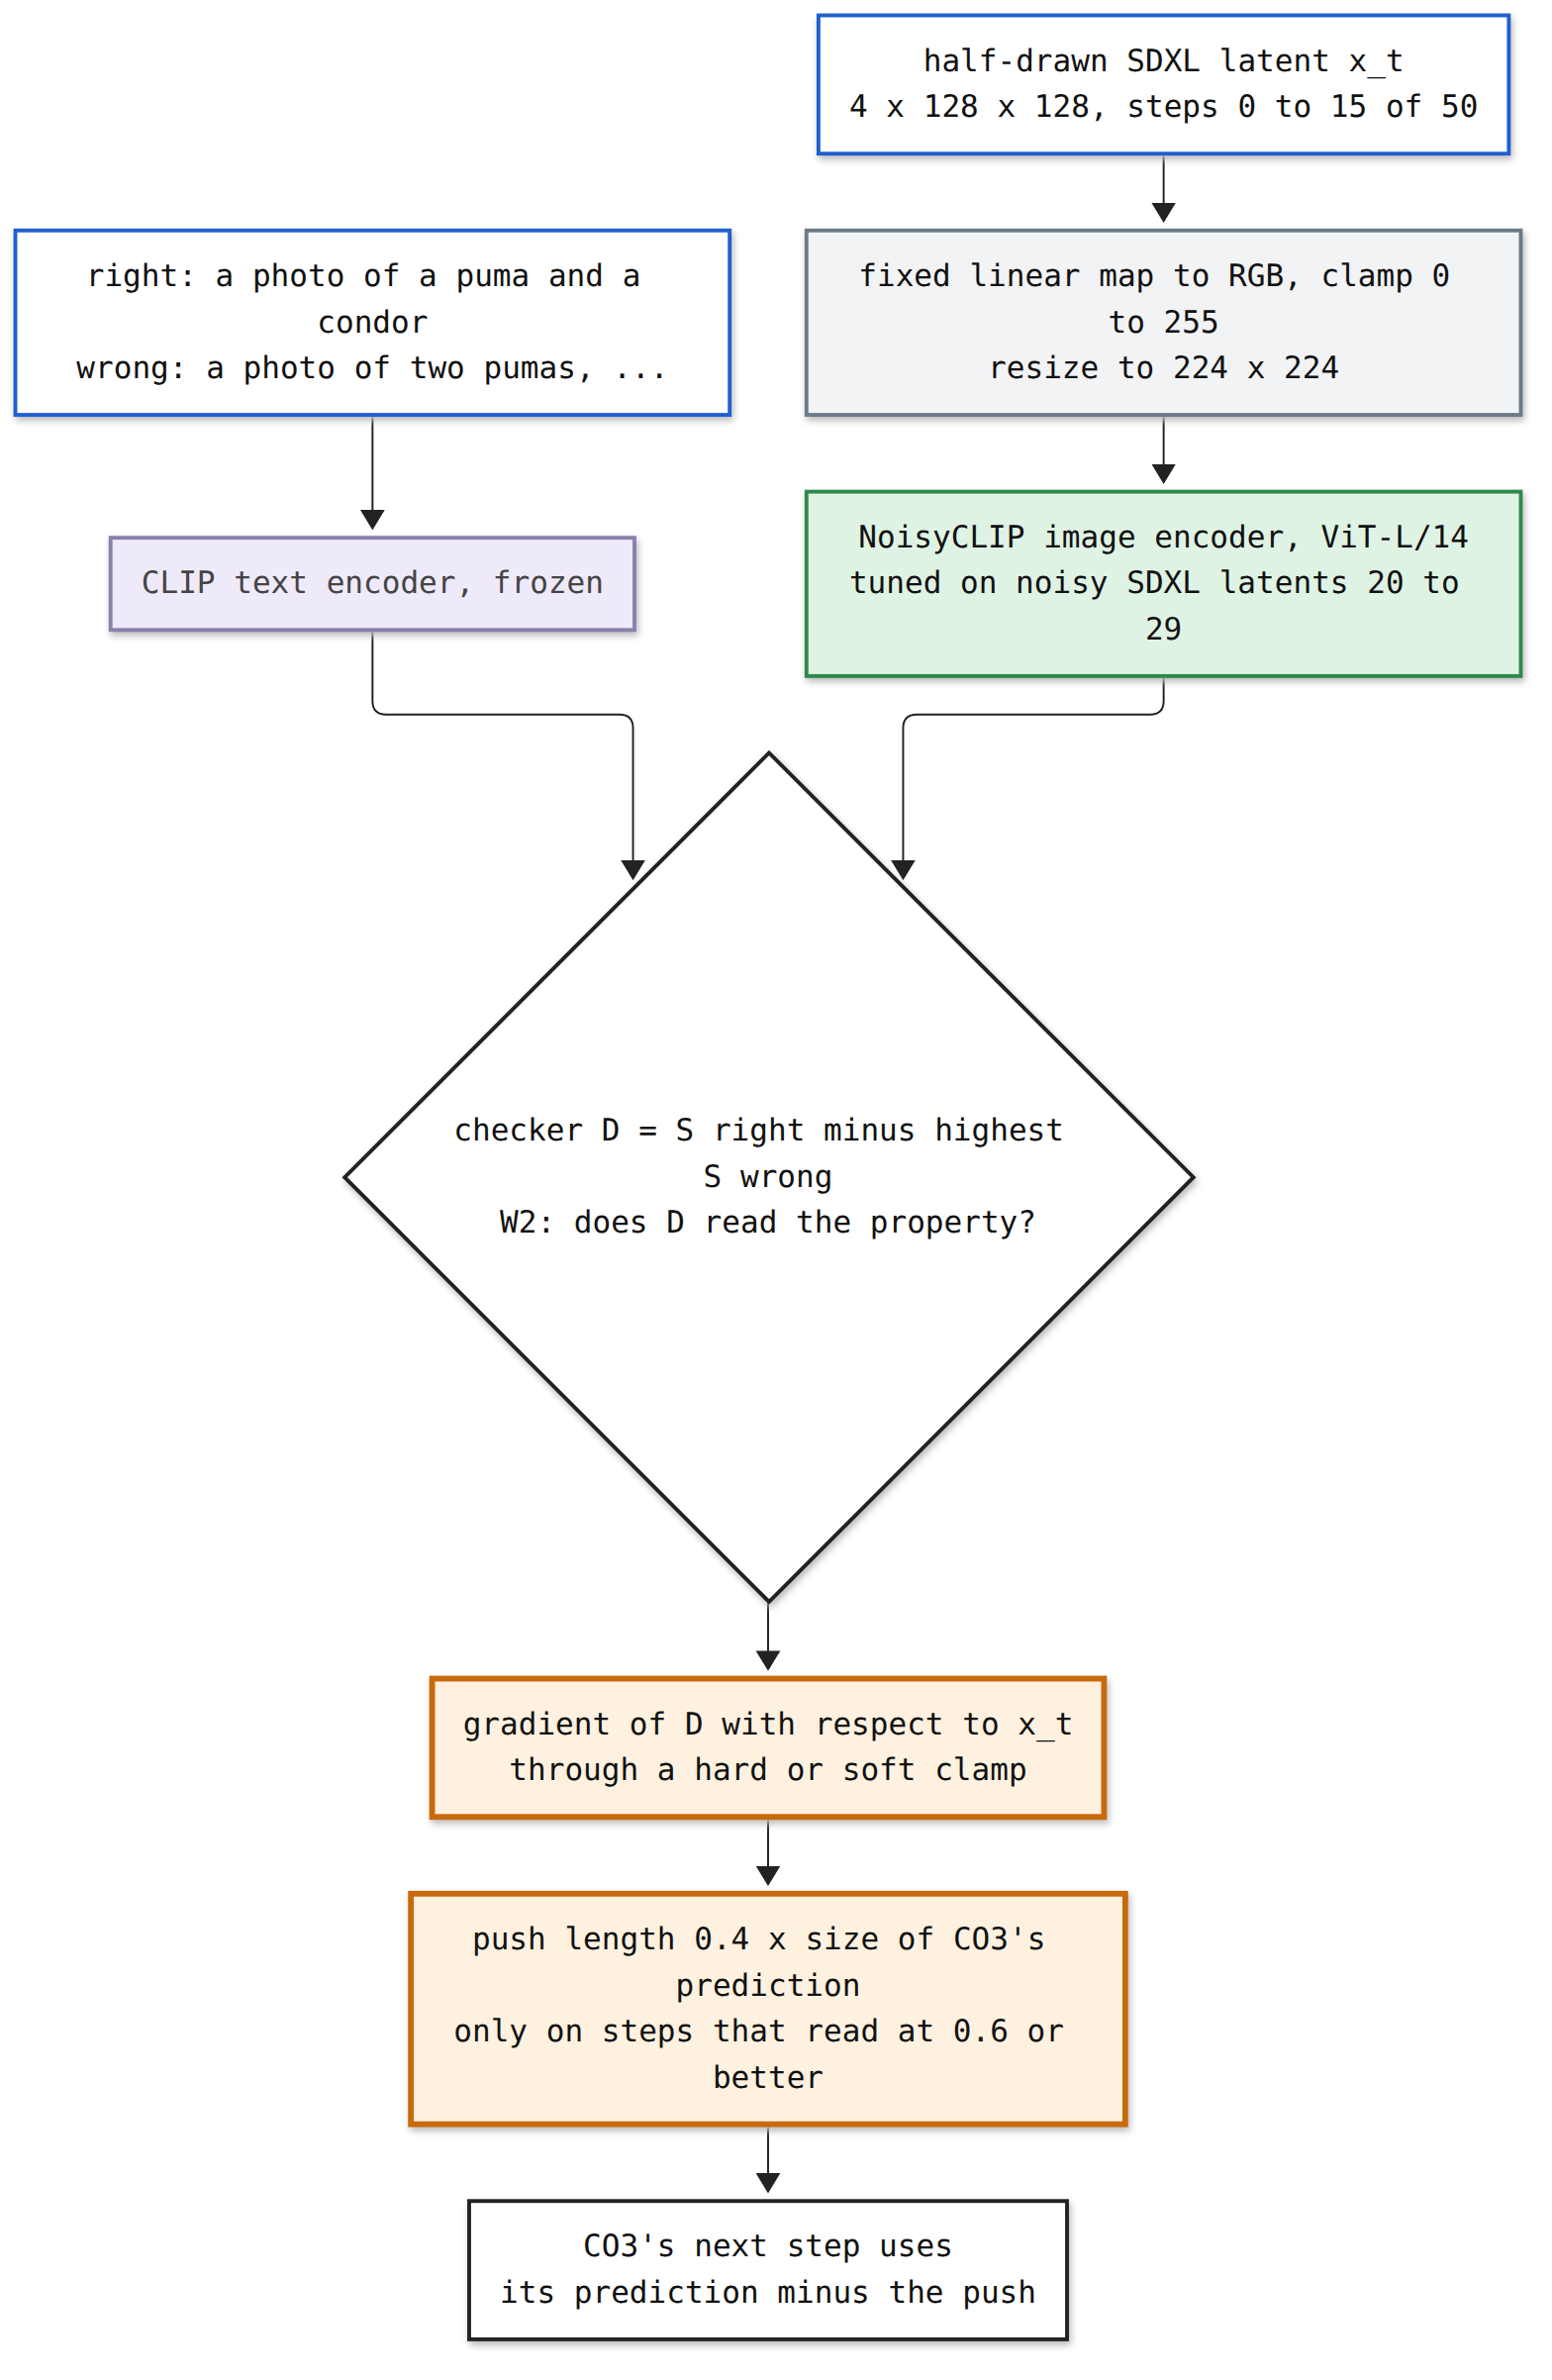 half-drawn SDXL latent x_t
4 x 128 x 128, steps 0 to 15 of 50
right: a photo of a puma and a
condor
wrong: a photo of two pumas, ...
fixed linear map to RGB, clamp 0
to 255
resize to 224 x 224
CLIP text encoder, frozen
NoisyCLIP image encoder, ViT-L/14
tuned on noisy SDXL latents 20 to
29
checker D = S right minus highest
S wrong
W2: does D read the property?
gradient of D with respect to x_t
through a hard or soft clamp
push length 0.4 x size of CO3's
prediction
only on steps that read at 0.6 or
better
CO3's next step uses
its prediction minus the push